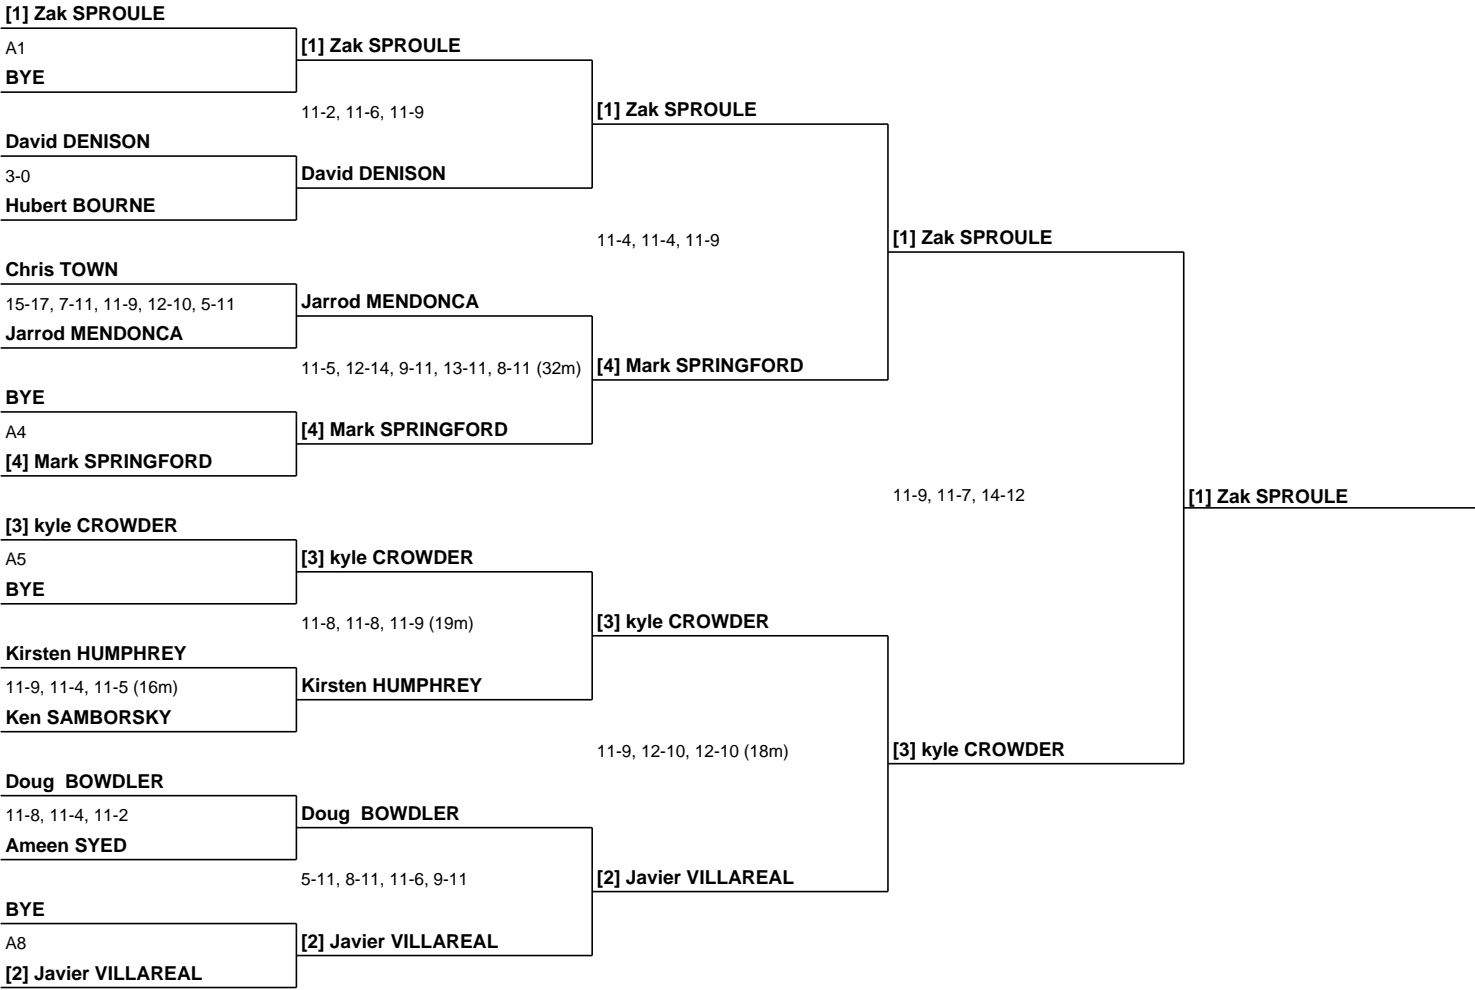 [1] Zak SPROULE
A1
BYE
David DENISON
3-0
Hubert BOURNE
Chris TOWN
15-17, 7-11, 11-9, 12-10, 5-11
Jarrod MENDONCA
BYE
A4
[4] Mark SPRINGFORD
[3] kyle CROWDER
A5
BYE
Kirsten HUMPHREY
11-9, 11-4, 11-5 (16m)
Ken SAMBORSKY
Doug  BOWDLER
11-8, 11-4, 11-2
Ameen SYED
BYE
A8
[2] Javier VILLAREAL
[1] Zak SPROULE
11-2, 11-6, 11-9
David DENISON
Jarrod MENDONCA
11-5, 12-14, 9-11, 13-11, 8-11 (32m)
[4] Mark SPRINGFORD
[3] kyle CROWDER
11-8, 11-8, 11-9 (19m)
Kirsten HUMPHREY
Doug  BOWDLER
5-11, 8-11, 11-6, 9-11
[2] Javier VILLAREAL
[1] Zak SPROULE
11-4, 11-4, 11-9
[4] Mark SPRINGFORD
[3] kyle CROWDER
11-9, 12-10, 12-10 (18m)
[2] Javier VILLAREAL
[1] Zak SPROULE
11-9, 11-7, 14-12
[3] kyle CROWDER
[1] Zak SPROULE